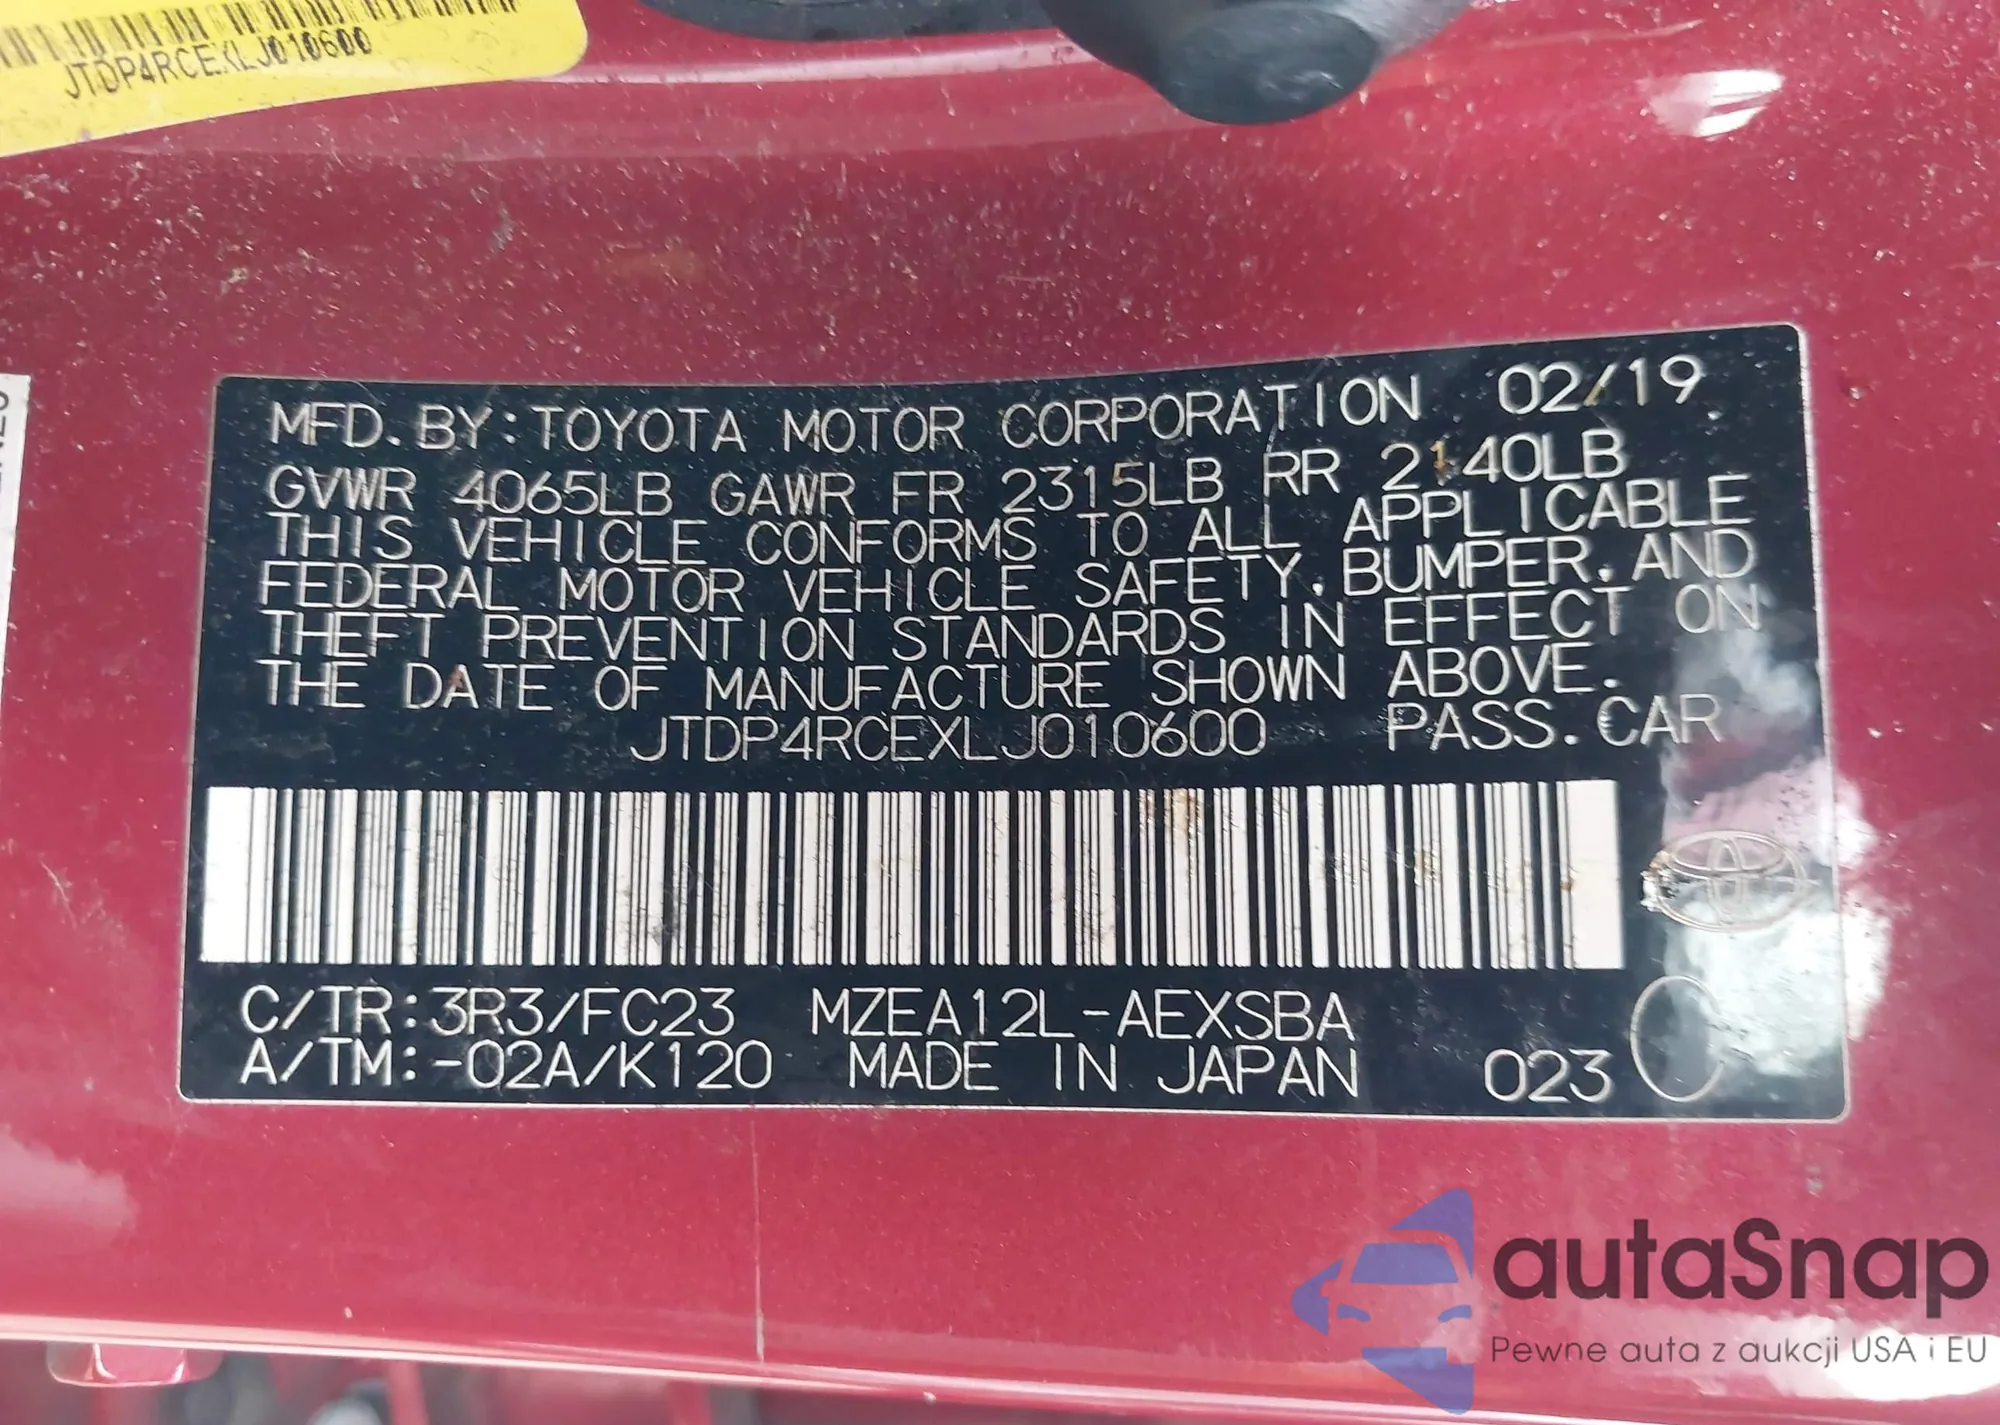 JTDP4RCEXLJ010600
MFD. BY: TOYOTA MOTOR CORPORATION 02/19
GVWR 4065LB GAWR FR 2315LB RR 2140LB
THIS VEHICLE CONFORMS TO ALL APPLICABLE
FEDERAL MOTOR VEHICLE SAFETY, BUMPER, AND
THEFT PREVENTION STANDARDS IN EFFECT ON
THE DATE OF MANUFACTURE SHOWN ABOVE.
JTDP4RCEXLJ010600 PASS. CAR
C/TR: 3R3/FC23 MZEA12L-AEXSBA
A/TM: -02A/K120 MADE IN JAPAN 023
autaSnap
Pewne auta z aukcji USA i EU